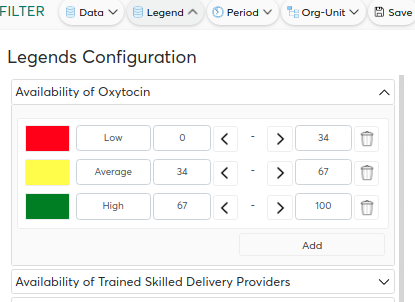 FILTER Data Legend Period Org-Unit Save
Legends Configuration
Availability of Oxytocin
Low 0 - 34
Average 34 - 67
High 67 - 100
Add
Availability of Trained Skilled Delivery Providers